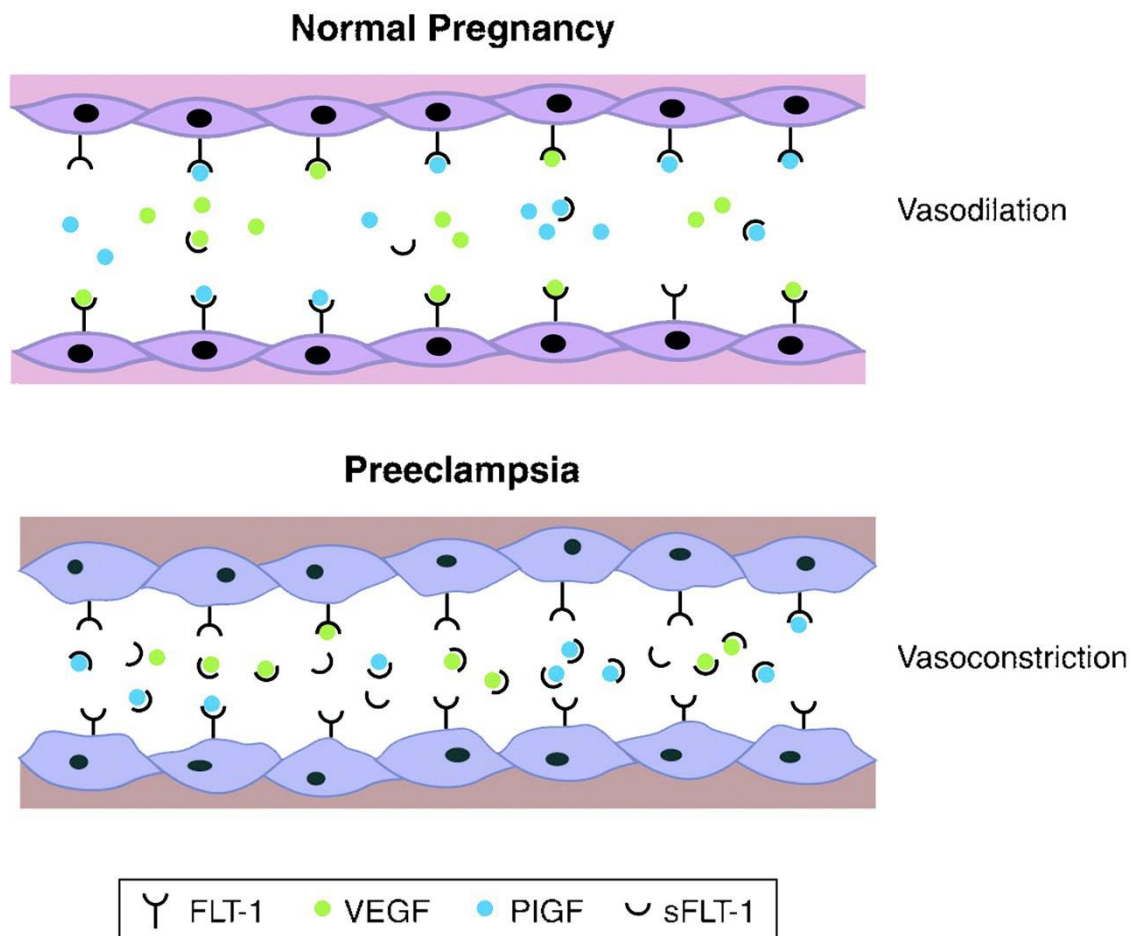 Normal Pregnancy
Vasodilation
Preeclampsia
Vasoconstriction
FLT-1 VEGF PIGF sFLT-1